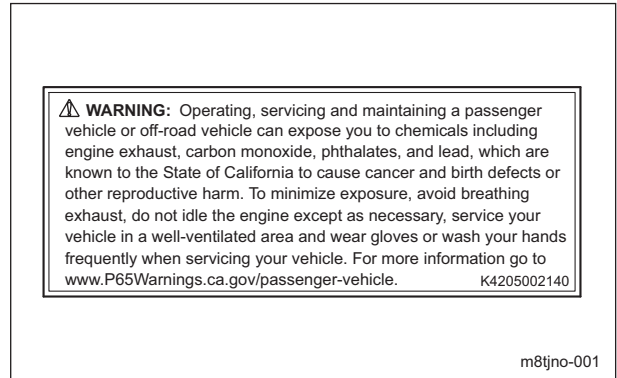 ⚠ WARNING: Operating, servicing and maintaining a passenger
vehicle or off-road vehicle can expose you to chemicals including
engine exhaust, carbon monoxide, phthalates, and lead, which are
known to the State of California to cause cancer and birth defects or
other reproductive harm. To minimize exposure, avoid breathing
exhaust, do not idle the engine except as necessary, service your
vehicle in a well-ventilated area and wear gloves or wash your hands
frequently when servicing your vehicle. For more information go to
www.P65Warnings.ca.gov/passenger-vehicle. K4205002140
m8tjno-001